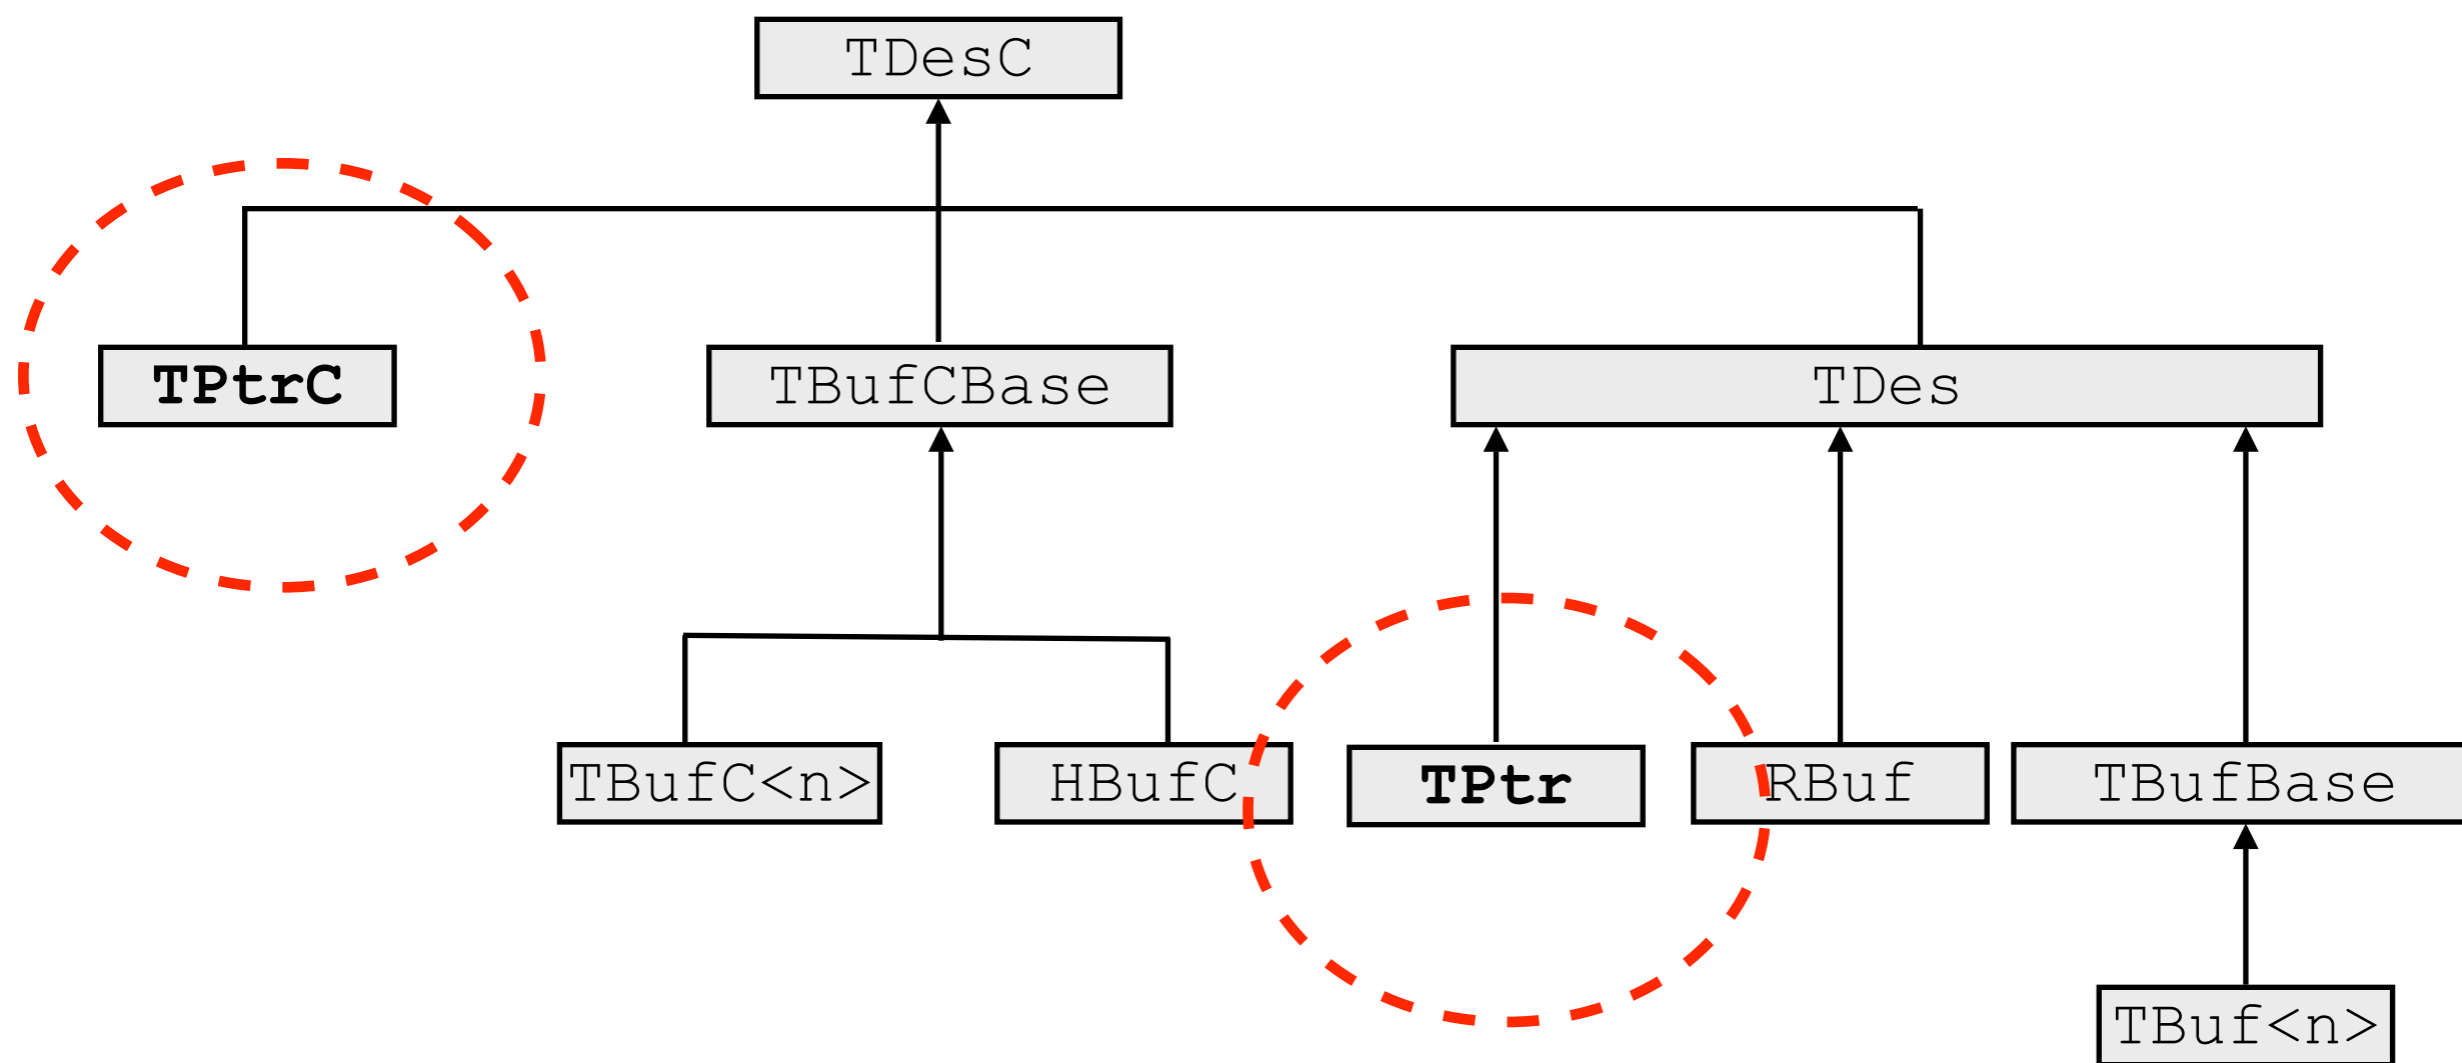 TDesC
TPtrC
TBufCBase
TDes
TBufC<n>
HBufC
TPtr
RBuf
TBufBase
TBuf<n>